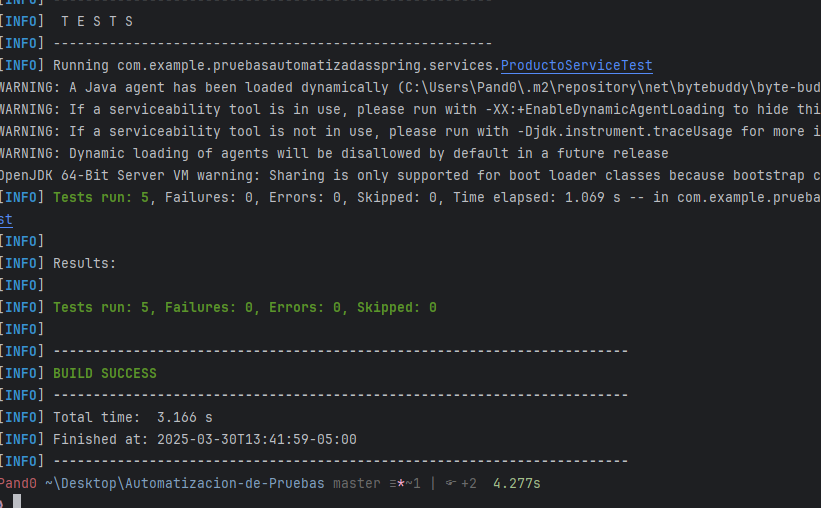 [INFO] -------------------------------------------------------
[INFO]  T E S T S
[INFO] -------------------------------------------------------
[INFO] Running com.example.pruebasautomatizadasspring.services.ProductoServiceTest
WARNING: A Java agent has been loaded dynamically (C:\Users\Pand0\.m2\repository\net\bytebuddy\byte-bud
WARNING: If a serviceability tool is in use, please run with -XX:+EnableDynamicAgentLoading to hide thi
WARNING: If a serviceability tool is not in use, please run with -Djdk.instrument.traceUsage for more i
WARNING: Dynamic loading of agents will be disallowed by default in a future release
OpenJDK 64-Bit Server VM warning: Sharing is only supported for boot loader classes because bootstrap c
[INFO] Tests run: 5, Failures: 0, Errors: 0, Skipped: 0, Time elapsed: 1.069 s -- in com.example.prueba
st
[INFO]
[INFO] Results:
[INFO]
[INFO] Tests run: 5, Failures: 0, Errors: 0, Skipped: 0
[INFO]
[INFO] ------------------------------------------------------------------------
[INFO] BUILD SUCCESS
[INFO] ------------------------------------------------------------------------
[INFO] Total time:  3.166 s
[INFO] Finished at: 2025-03-30T13:41:59-05:00
[INFO] ------------------------------------------------------------------------
Pand0 ~\Desktop\Automatizacion-de-Pruebas master ≡*~1 | ☞ +2  4.277s